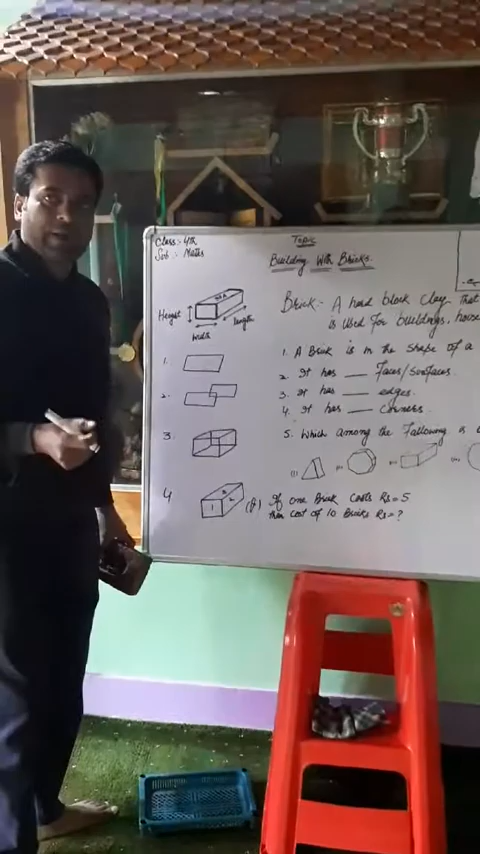 Class :- 4th
Sub :- Maths
Topic
Building With Bricks.
Height
width
length
Brick:- A hard block clay that
is used for buildings, house
1.
2.
3.
4
1. A Brick is in the shape of a
2. It has ___ Faces/Surfaces.
3. It has ___ edges.
4. It has ___ Corners.
5. Which among the Following is
(i)
(Q) If one Brick costs Rs = 5
then cost of 10 Bricks Rs = ?